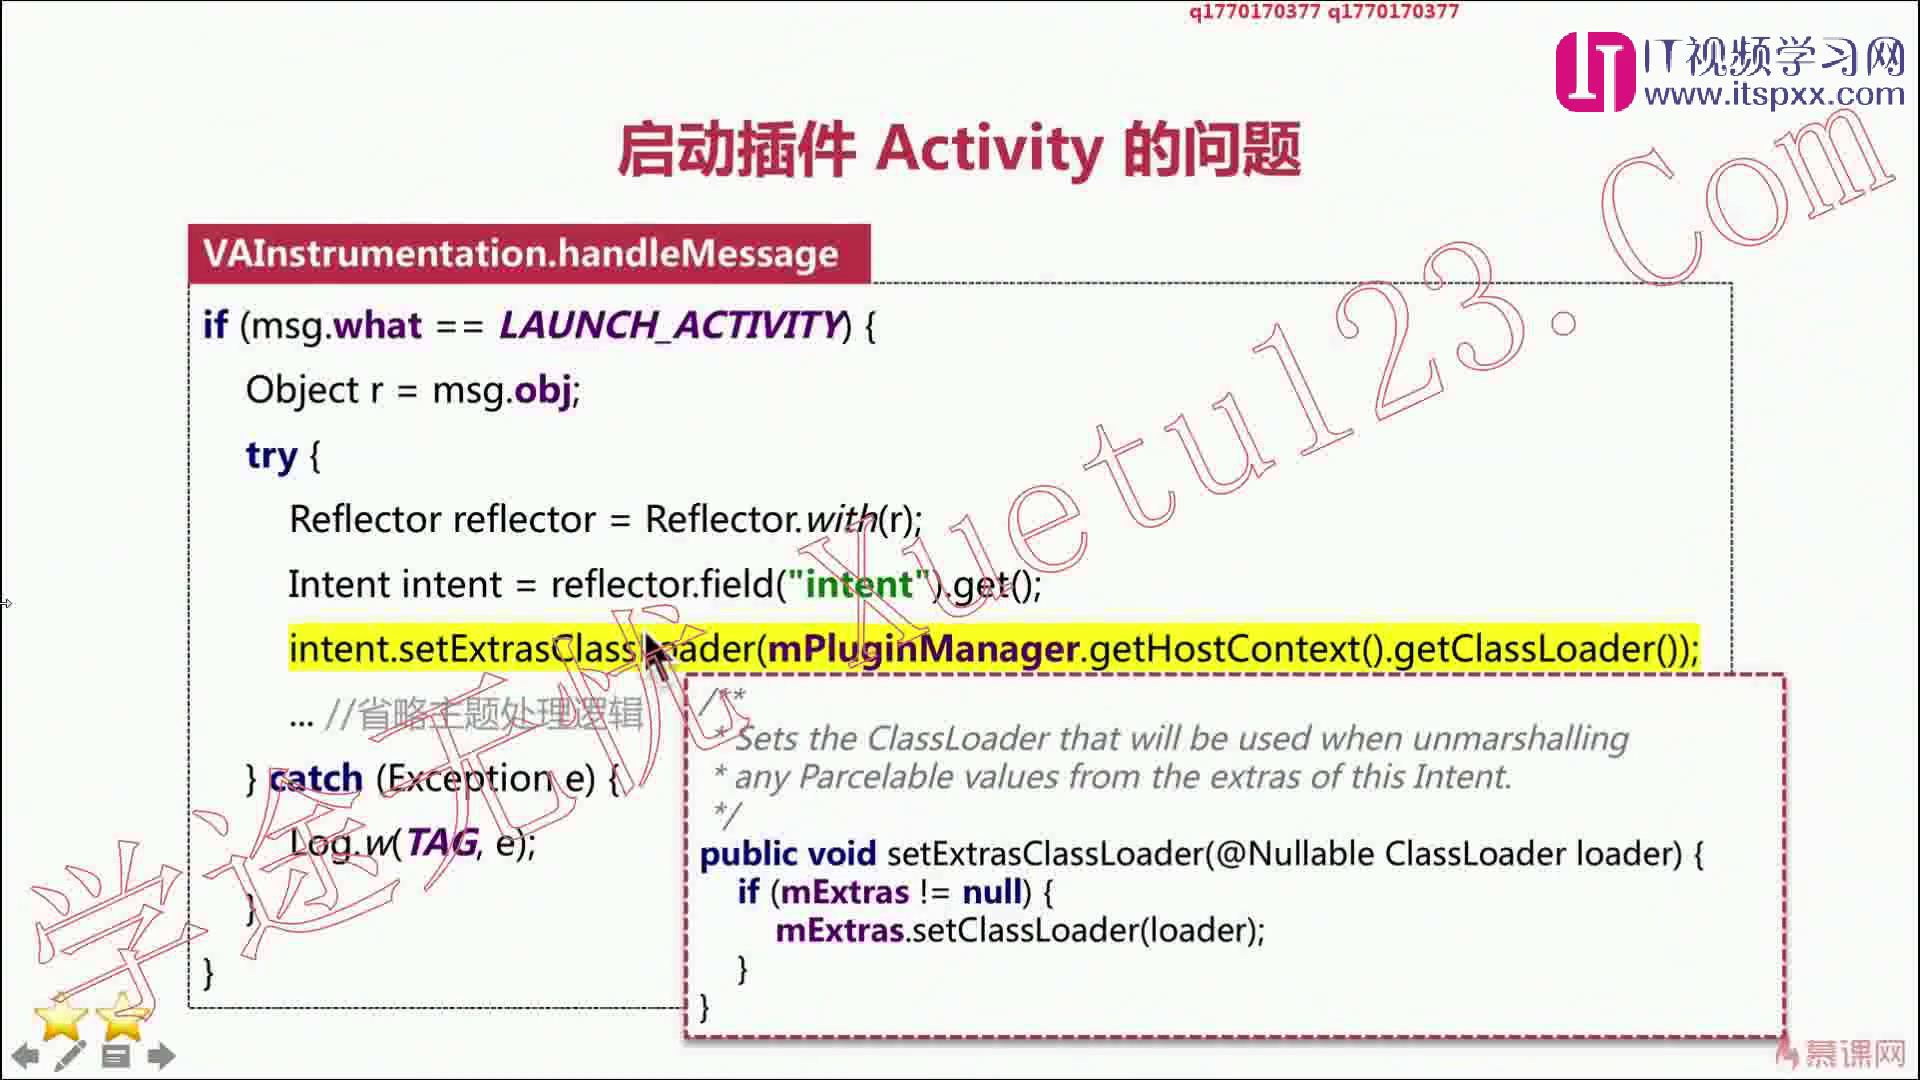 q1770170377 q1770170377
IT视频学习网
www.itspxx.com
启动插件 Activity 的问题
VAInstrumentation.handleMessage
if (msg.what == LAUNCH_ACTIVITY) {
Object r = msg.obj;
try {
Reflector reflector = Reflector.with(r);
Intent intent = reflector.field("intent").get();
intent.setExtrasClassLoader(mPluginManager.getHostContext().getClassLoader());
... //省略主题处理逻辑
} catch (Exception e) {
Log.w(TAG, e);
}
}
/**
* Sets the ClassLoader that will be used when unmarshalling
* any Parcelable values from the extras of this Intent.
*/
public void setExtrasClassLoader(@Nullable ClassLoader loader) {
if (mExtras != null) {
mExtras.setClassLoader(loader);
}
}
学途无忧 Xuetu123.Com
慕课网